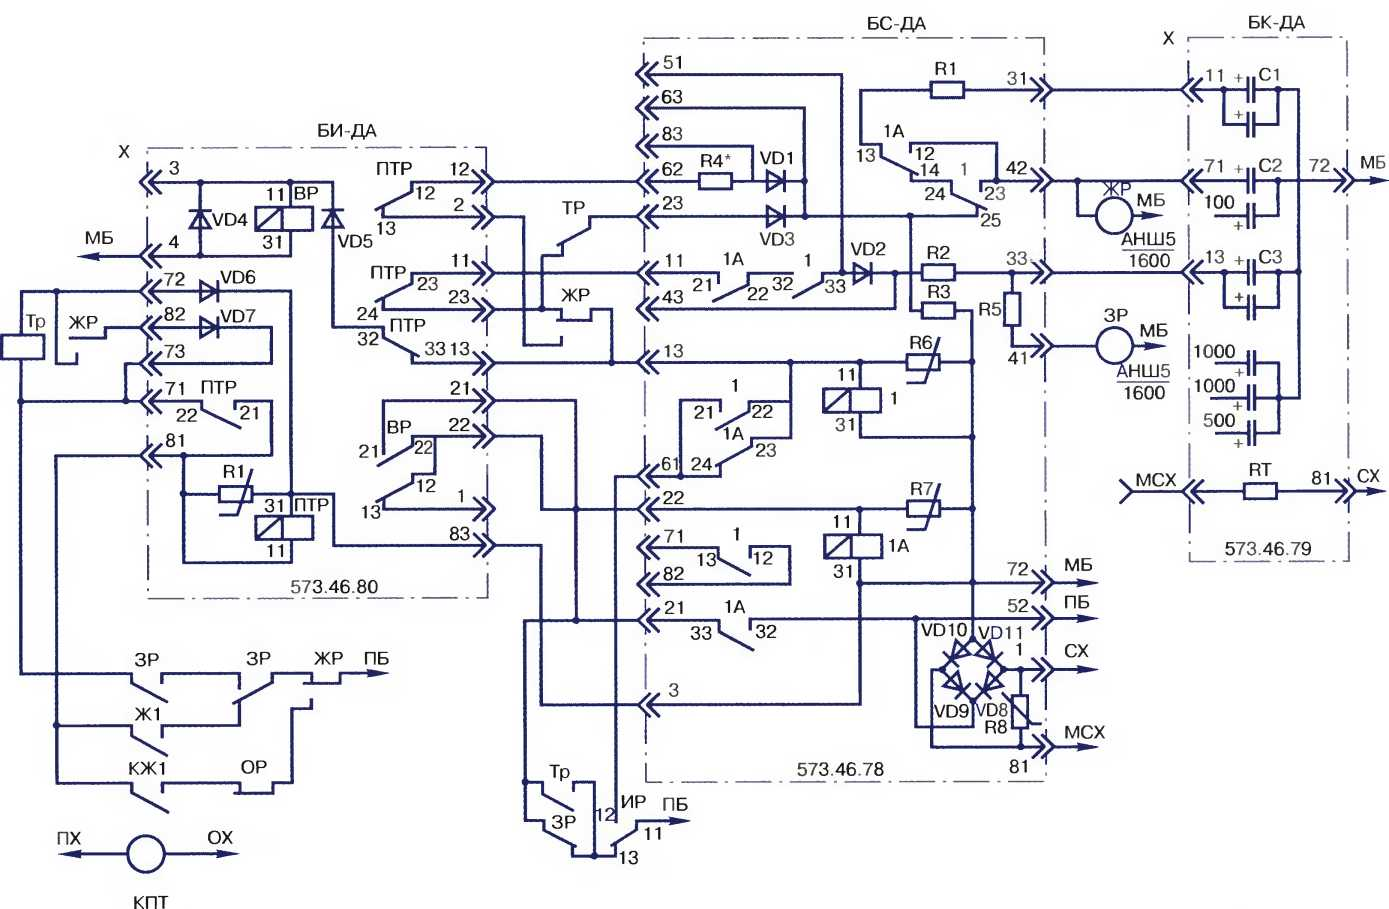 БС-ДА
БК-ДА
БИ-ДА
X
X
51
63
83
62
R4*
VD1
23
VD3
11
1А
21
22
32
1
33
VD2
43
R1
31
1А
13
12
14
1
24
23
25
42
R2
33
R3
R5
41
13
R6
11
1
31
1
21
22
1А
24
23
61
22
R7
11
1А
31
71
1
13
12
82
72
МБ
21
1А
33
32
52
ПБ
VD10
VD11
1
СХ
VD9
VD8
R8
3
81
МСХ
573.46.78
ЖР
МБ
АНШ5
1600
ЗР
МБ
АНШ5
1600
11
+
C1
+
71
+
C2
100
+
72
МБ
13
+
C3
+
1000
+
1000
+
500
+
МСХ
RT
81
СХ
573.46.79
3
11
ВР
31
VD4
VD5
МБ
4
72
VD6
82
VD7
73
Тр
ЖР
71
ПТР
22
21
81
R1
31
ПТР
11
573.46.80
ПТР
12
13
12
2
ПТР
23
24
11
23
ПТР
32
33
13
21
ВР
21
22
22
12
13
1
83
ТР
ЖР
ЗР
ЗР
ЖР
ПБ
Ж1
КЖ1
ОР
ПХ
ОХ
КПТ
Тр
ЗР
12
ИР
11
13
ПБ